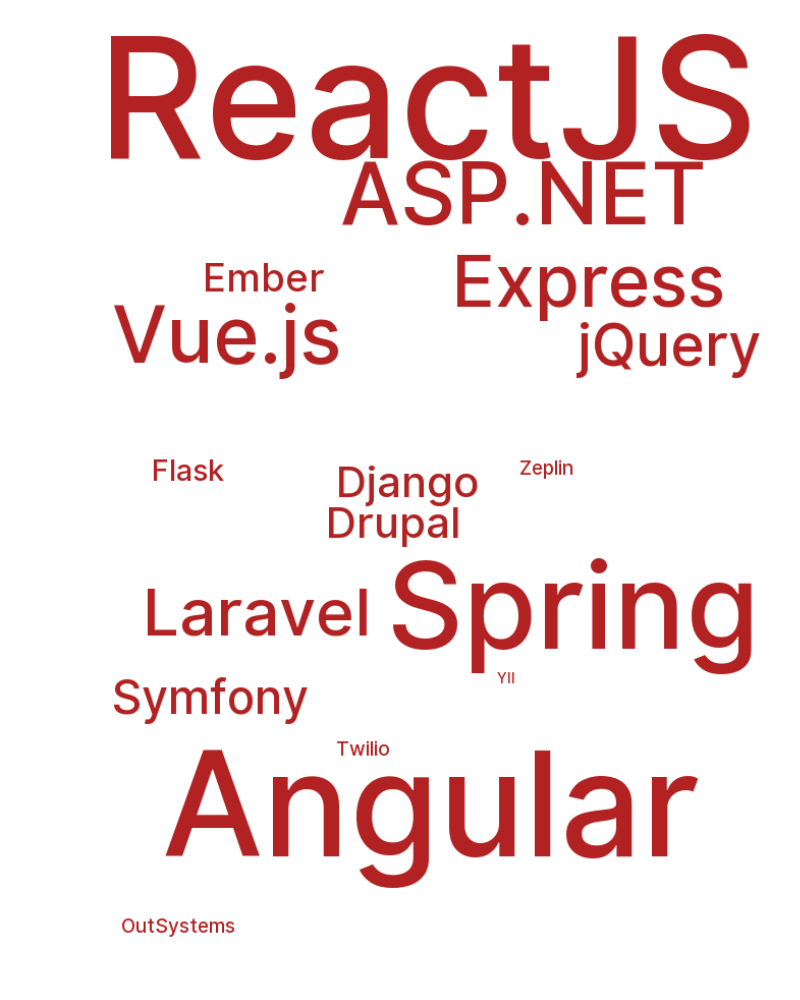 ReactJS
ASP.NET
Ember
Express
Vue.js
jQuery
Flask
Django
Zeplin
Drupal
Laravel
Spring
YII
Symfony
Twilio
Angular
OutSystems